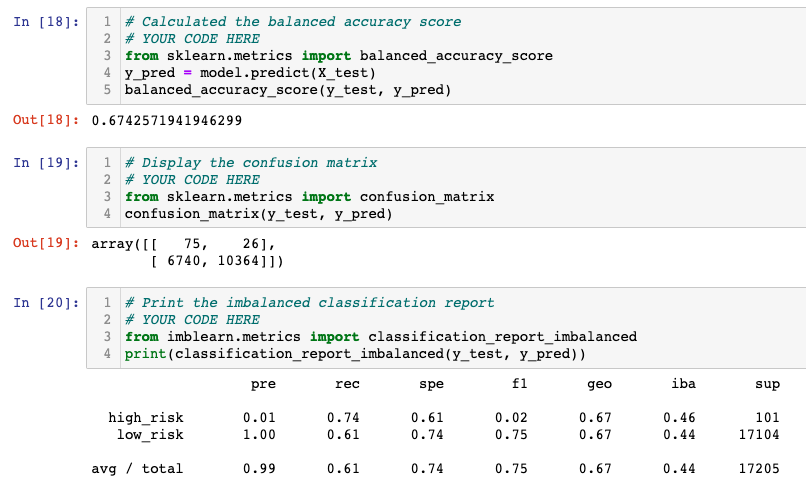 In [18]:
1 # Calculated the balanced accuracy score
2 # YOUR CODE HERE
3 from sklearn.metrics import balanced_accuracy_score
4 y_pred = model.predict(X_test)
5 balanced_accuracy_score(y_test, y_pred)
Out[18]: 0.6742571941946299
In [19]:
1 # Display the confusion matrix
2 # YOUR CODE HERE
3 from sklearn.metrics import confusion_matrix
4 confusion_matrix(y_test, y_pred)
Out[19]: array([[   75,    26],
       [ 6740, 10364]])
In [20]:
1 # Print the imbalanced classification report
2 # YOUR CODE HERE
3 from imblearn.metrics import classification_report_imbalanced
4 print(classification_report_imbalanced(y_test, y_pred))
pre rec spe f1 geo iba sup
high_risk 0.01 0.74 0.61 0.02 0.67 0.46 101
low_risk 1.00 0.61 0.74 0.75 0.67 0.44 17104
avg / total 0.99 0.61 0.74 0.75 0.67 0.44 17205